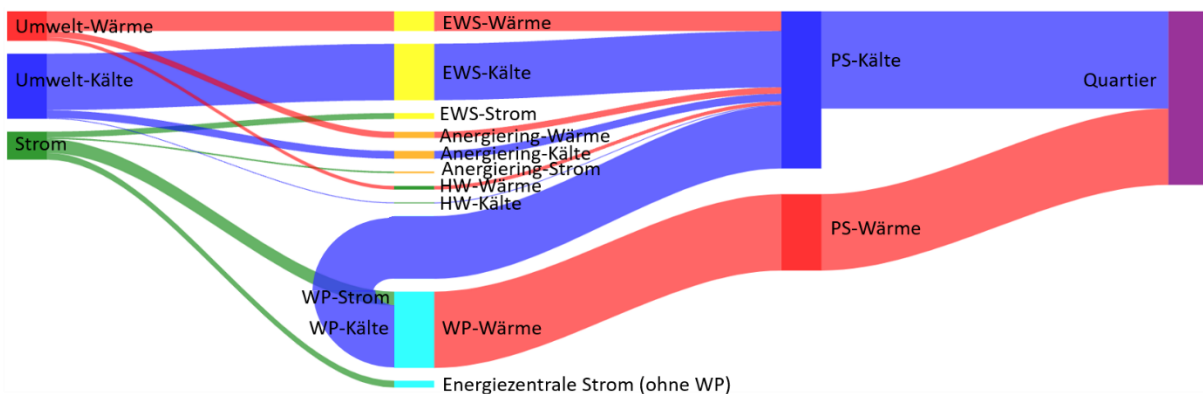 Umwelt-Wärme
Umwelt-Kälte
Strom
EWS-Wärme
EWS-Kälte
EWS-Strom
Anergiering-Wärme
Anergiering-Kälte
Anergiering-Strom
HW-Wärme
HW-Kälte
WP-Strom
WP-Kälte
WP-Wärme
Energiezentrale Strom (ohne WP)
PS-Kälte
PS-Wärme
Quartier